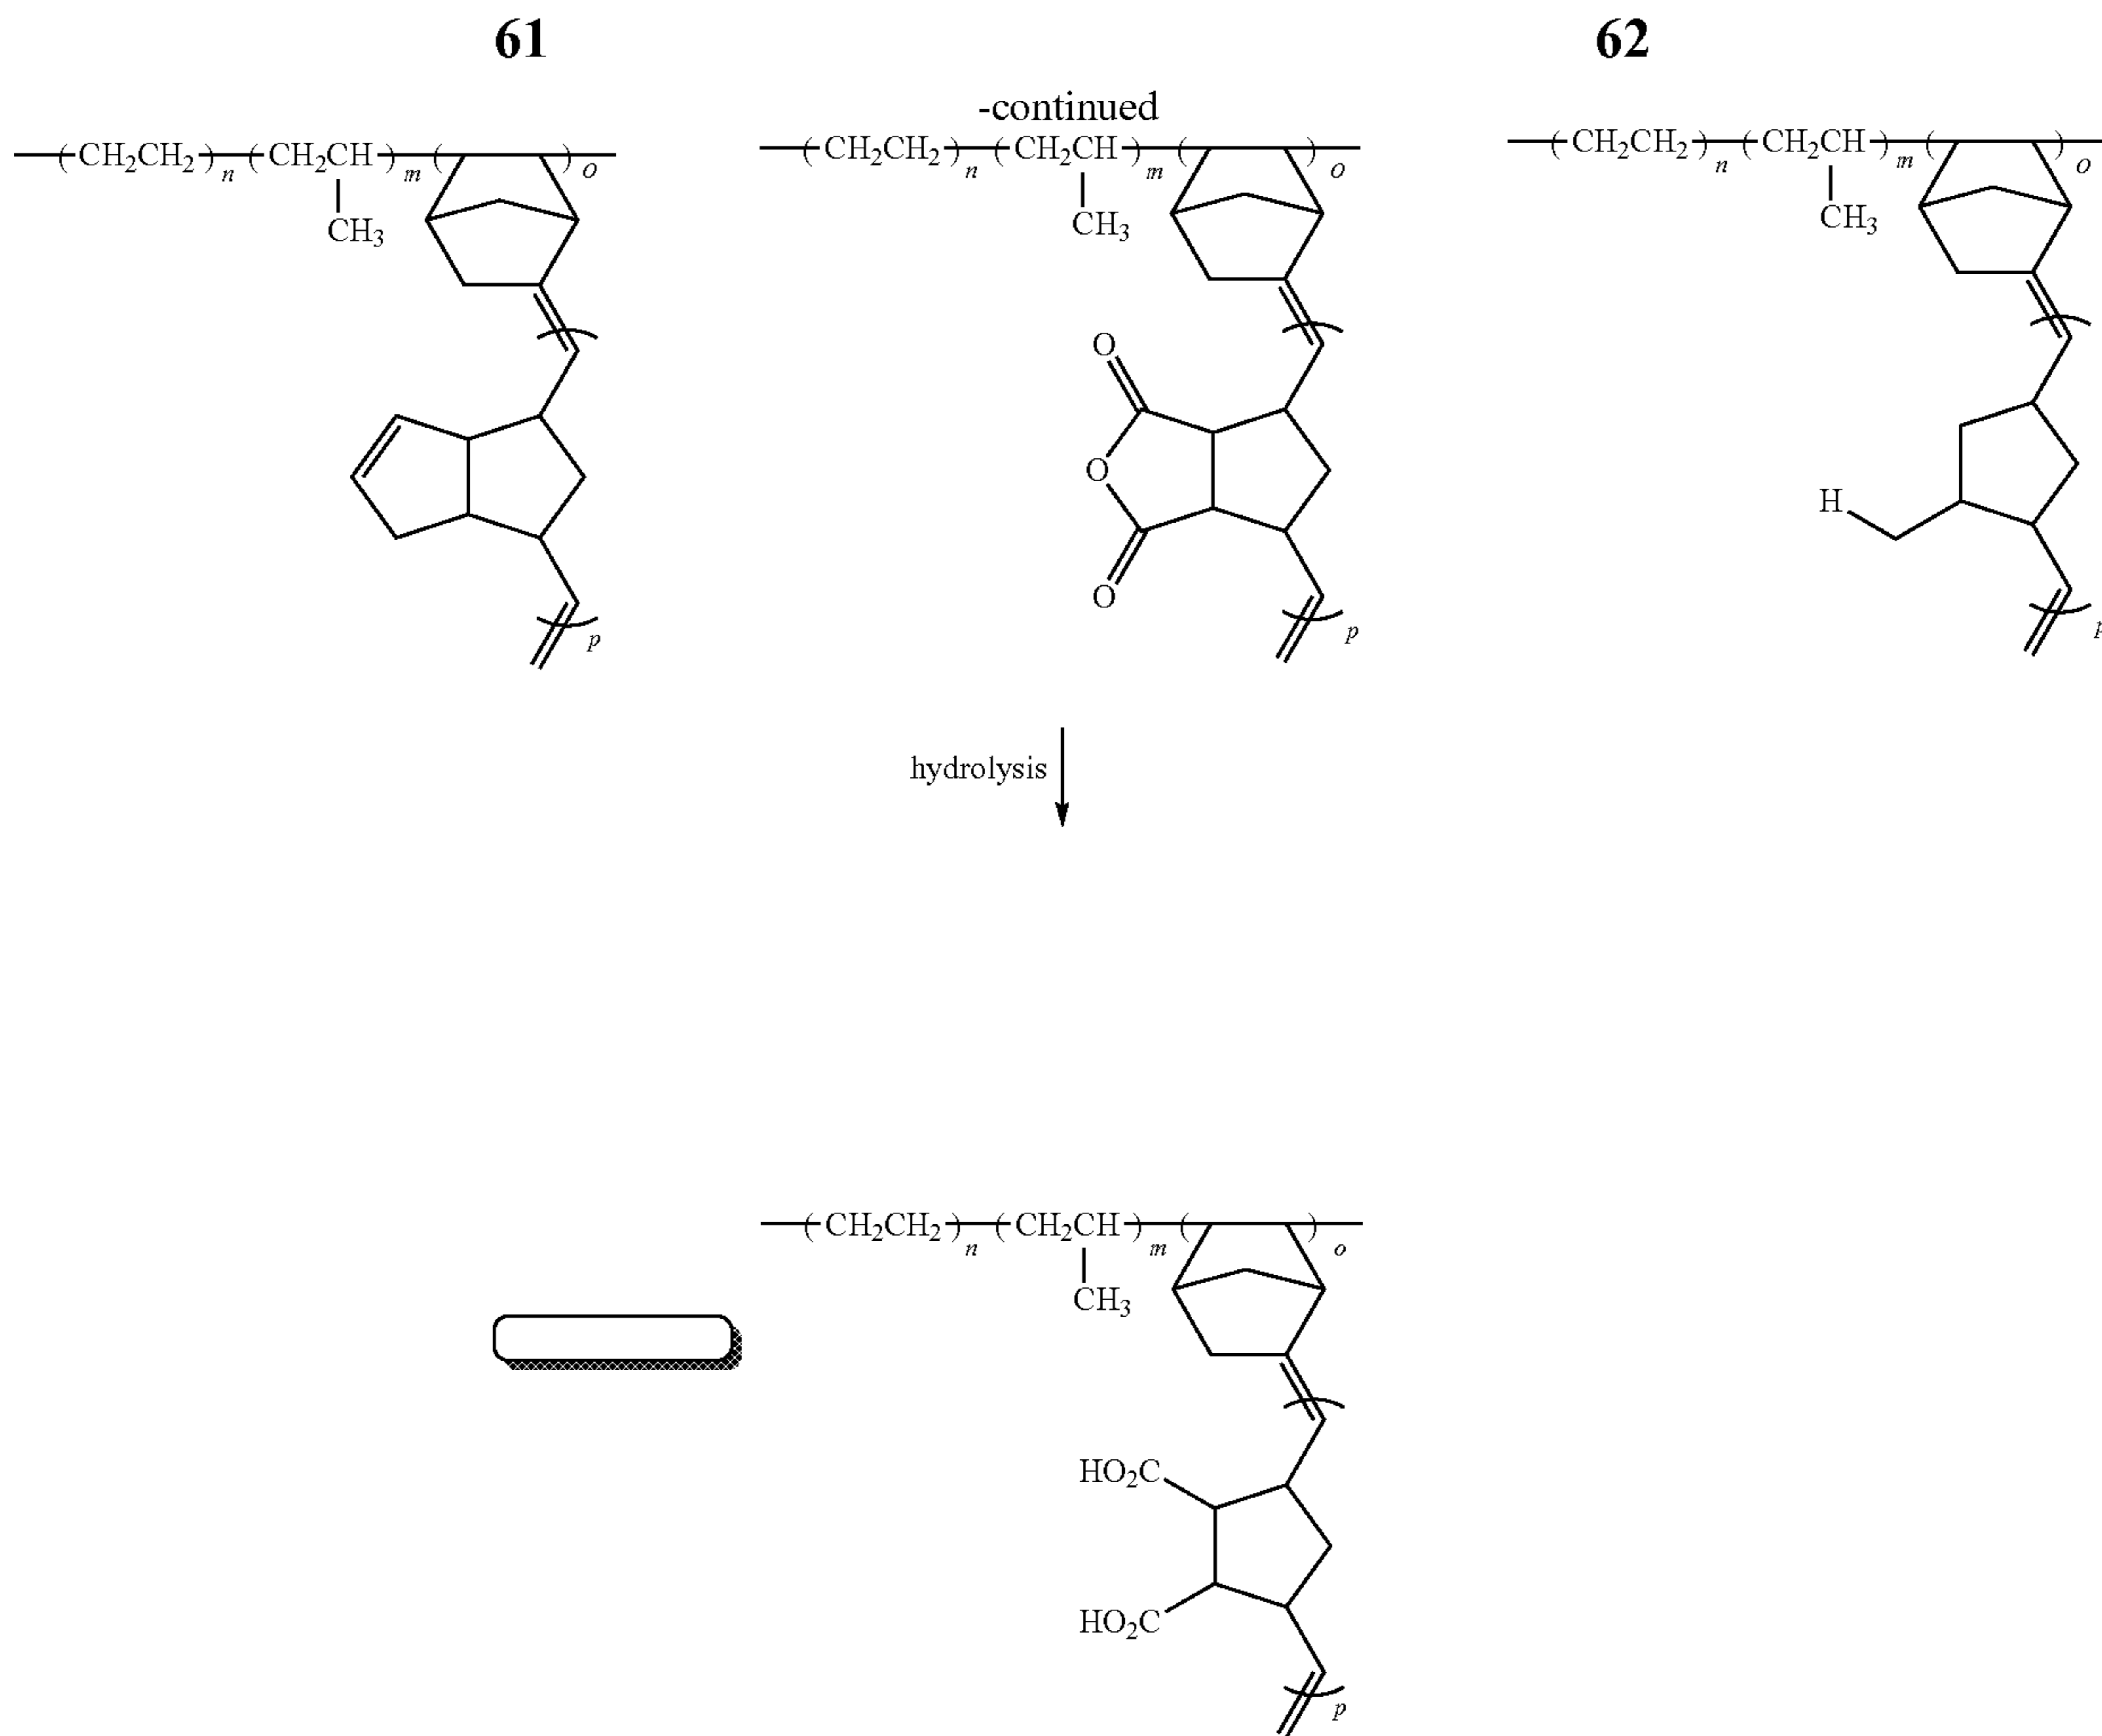 61
62
-continued
(CH₂CH₂)n(CH₂CH)m( )o
CH₃
p
(CH₂CH₂)n(CH₂CH)m( )o
CH₃
O
O
O
p
(CH₂CH₂)n(CH₂CH)m( )o
CH₃
H
p
hydrolysis
(CH₂CH₂)n(CH₂CH)m( )o
CH₃
HO₂C
HO₂C
p